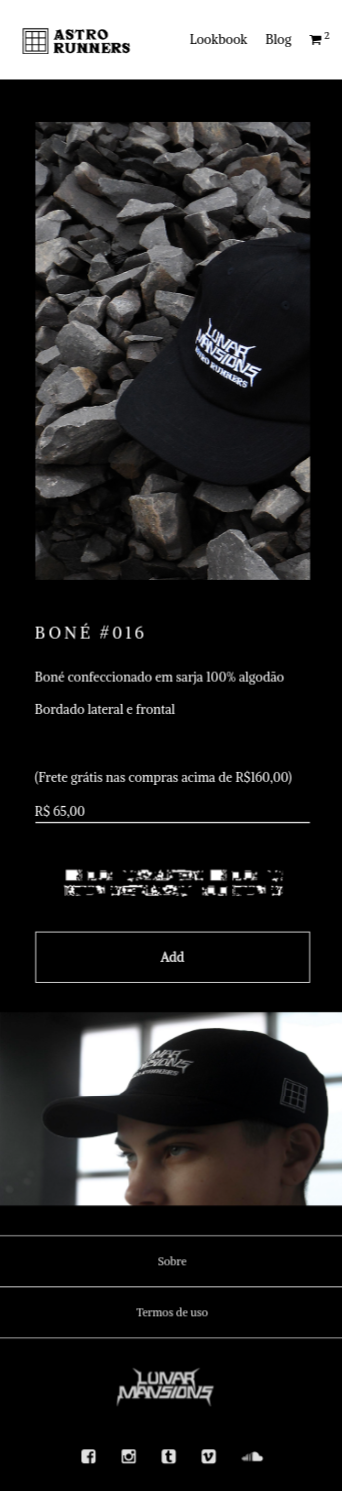 ASTRO
RUNNERS
Lookbook Blog 2
LUNAR
MANSIONS
ASTRO RUNNERS
BONÉ #016
Boné confeccionado em sarja 100% algodão
Bordado lateral e frontal
(Frete grátis nas compras acima de R$160,00)
R$ 65,00
Add
LUNAR
MANSIONS
Sobre
Termos de uso
LUNAR
MANSIONS